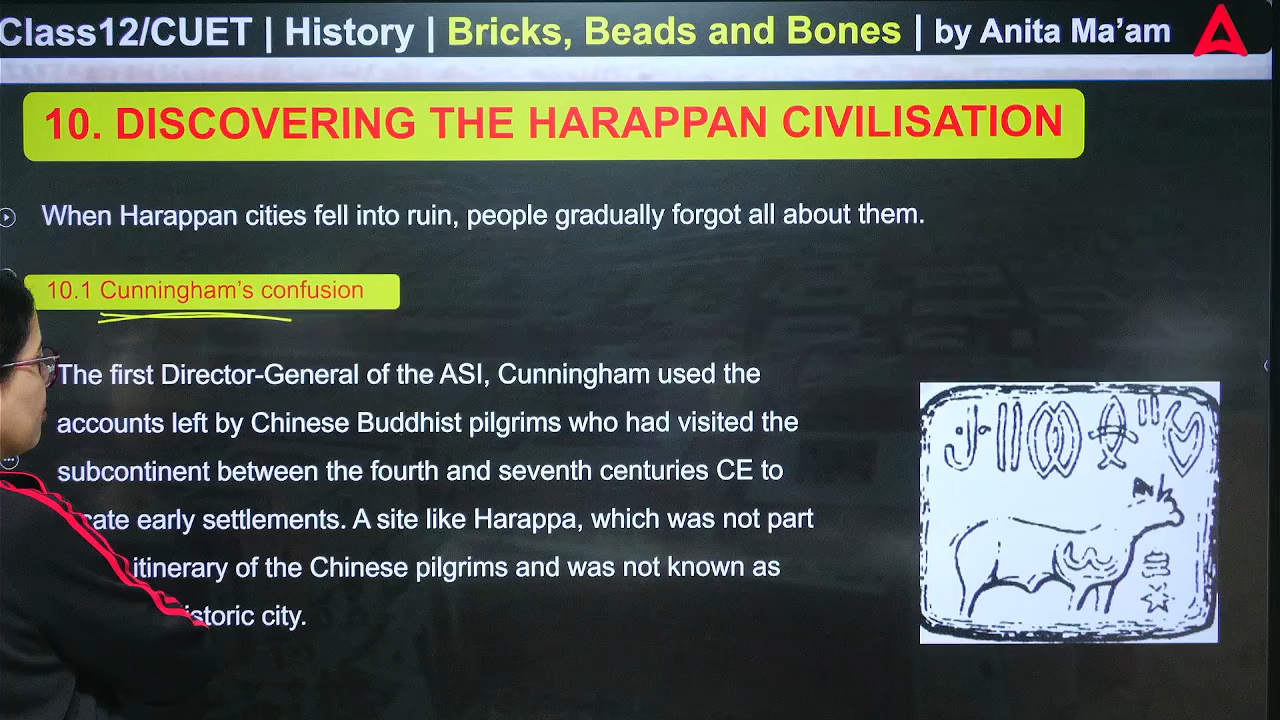 Class12/CUET | History | Bricks, Beads and Bones | by Anita Ma'am
10. DISCOVERING THE HARAPPAN CIVILISATION
When Harappan cities fell into ruin, people gradually forgot all about them.
10.1 Cunningham's confusion
The first Director-General of the ASI, Cunningham used the
accounts left by Chinese Buddhist pilgrims who had visited the
subcontinent between the fourth and seventh centuries CE to
early settlements. A site like Harappa, which was not part
itinerary of the Chinese pilgrims and was not known as
city.